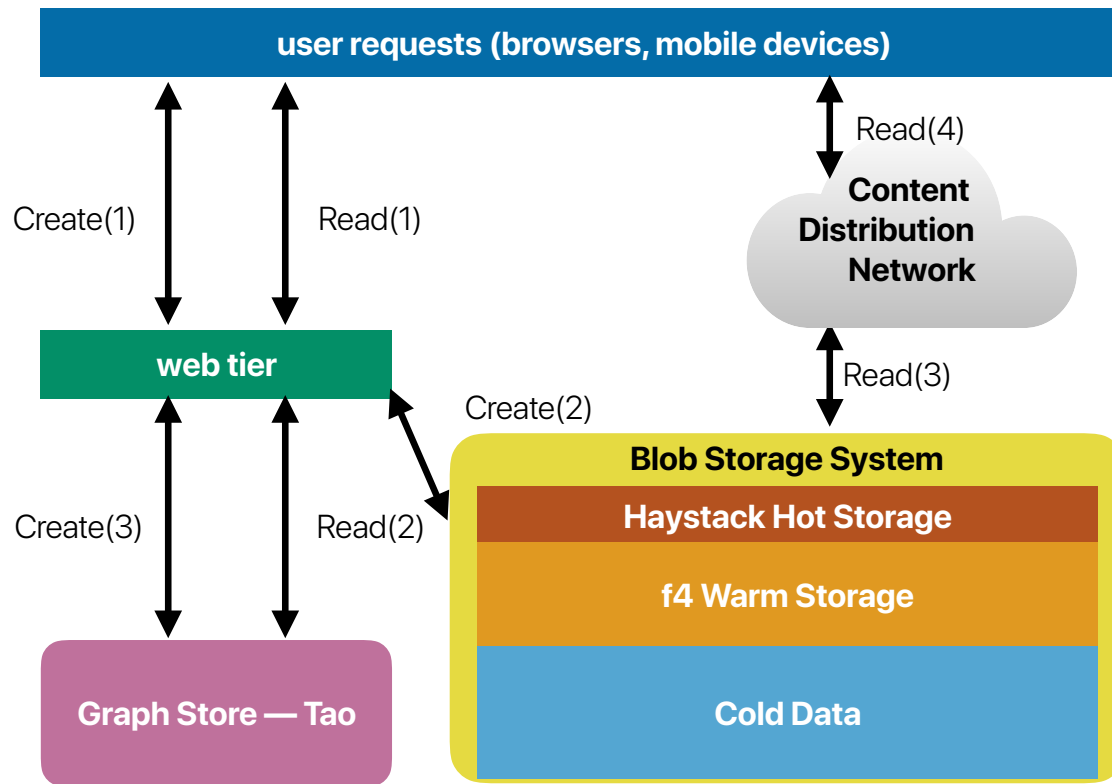 user requests (browsers, mobile devices)
Read(4)
Content
Distribution
Network
Create(1)
Read(1)
web tier
Read(3)
Create(2)
Blob Storage System
Haystack Hot Storage
Create(3)
Read(2)
f4 Warm Storage
Graph Store — Tao
Cold Data